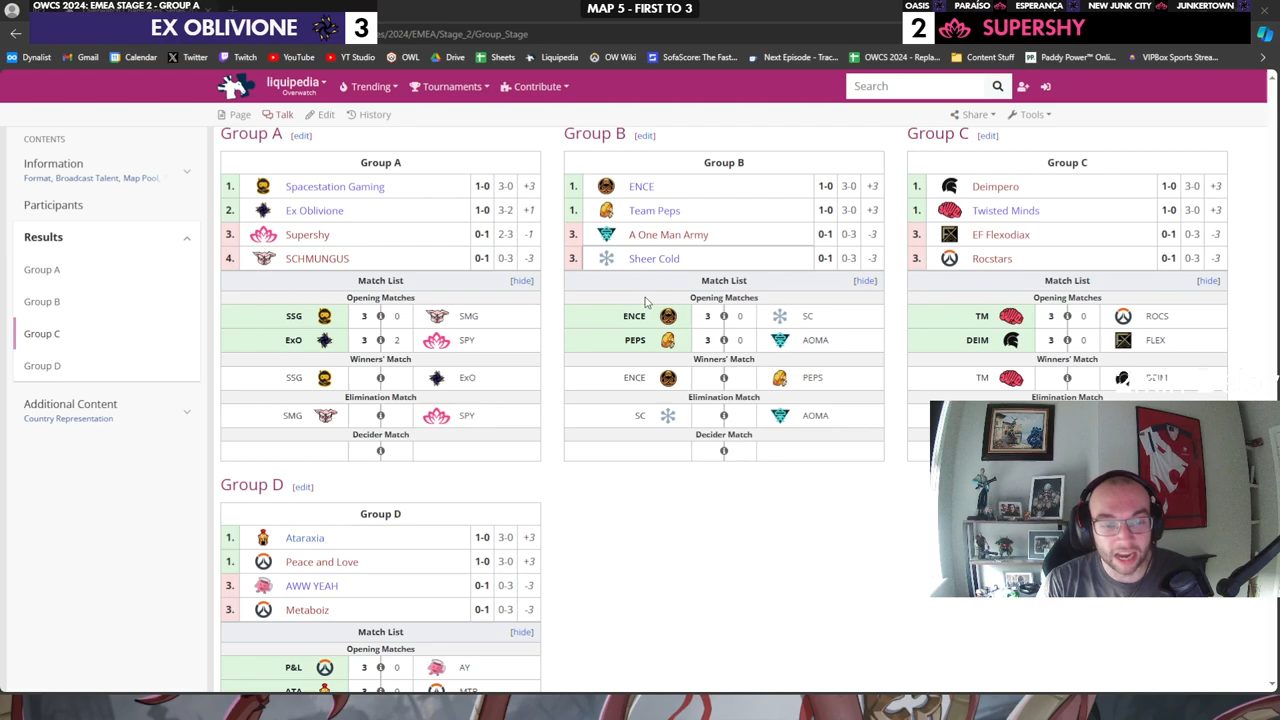 OWCS 2024: EMEA STAGE 2 - GROUP A
EX OBLIVIONE 3
MAP 5 - FIRST TO 3
OASIS PARAÍSO ESPERANÇA NEW JUNK CITY JUNKERTOWN
2 SUPERSHY
es/2024/EMEA/Stage_2/Group_Stage
Dynalist Gmail Calendar Twitter Twitch YouTube YT Studio OWL Drive Sheets Liquipedia OW Wiki SofaScore: The Fast... Next Episode - Trac... OWCS 2024 - Repla... Content Stuff Paddy Power™ Onli... VIPBox Sports Strea...
liquipedia Overwatch Trending Tournaments Contribute Search
Page Talk Edit History Share Tools
CONTENTS
Information
Format, Broadcast Talent, Map Pool,
Participants
Results
Group A
Group B
Group C
Group D
Additional Content
Country Representation
Group A [edit]
Group A
1. Spacestation Gaming 1-0 3-0 +3
2. Ex Oblivione 1-0 3-2 +1
3. Supershy 0-1 2-3 -1
4. SCHMUNGUS 0-1 0-3 -3
Match List [hide]
Opening Matches
SSG 3 0 SMG
ExO 3 2 SPY
Winners' Match
SSG ExO
Elimination Match
SMG SPY
Decider Match
Group B [edit]
Group B
1. ENCE 1-0 3-0 +3
1. Team Peps 1-0 3-0 +3
3. A One Man Army 0-1 0-3 -3
3. Sheer Cold 0-1 0-3 -3
Match List [hide]
Opening Matches
ENCE 3 0 SC
PEPS 3 0 AOMA
Winners' Match
ENCE PEPS
Elimination Match
SC AOMA
Decider Match
Group C [edit]
Group C
1. Deimpero 1-0 3-0 +3
1. Twisted Minds 1-0 3-0 +3
3. EF Flexodiax 0-1 0-3 -3
3. Rocstars 0-1 0-3 -3
Match List [hide]
Opening Matches
TM 3 0 ROCS
DEIM 3 0 FLEX
Winners' Match
TM
Group D [edit]
Group D
1. Ataraxia 1-0 3-0 +3
1. Peace and Love 1-0 3-0 +3
3. AWW YEAH 0-1 0-3 -3
3. Metaboiz 0-1 0-3 -3
Match List [hide]
Opening Matches
P&L 3 0 AY
ATA 3 0